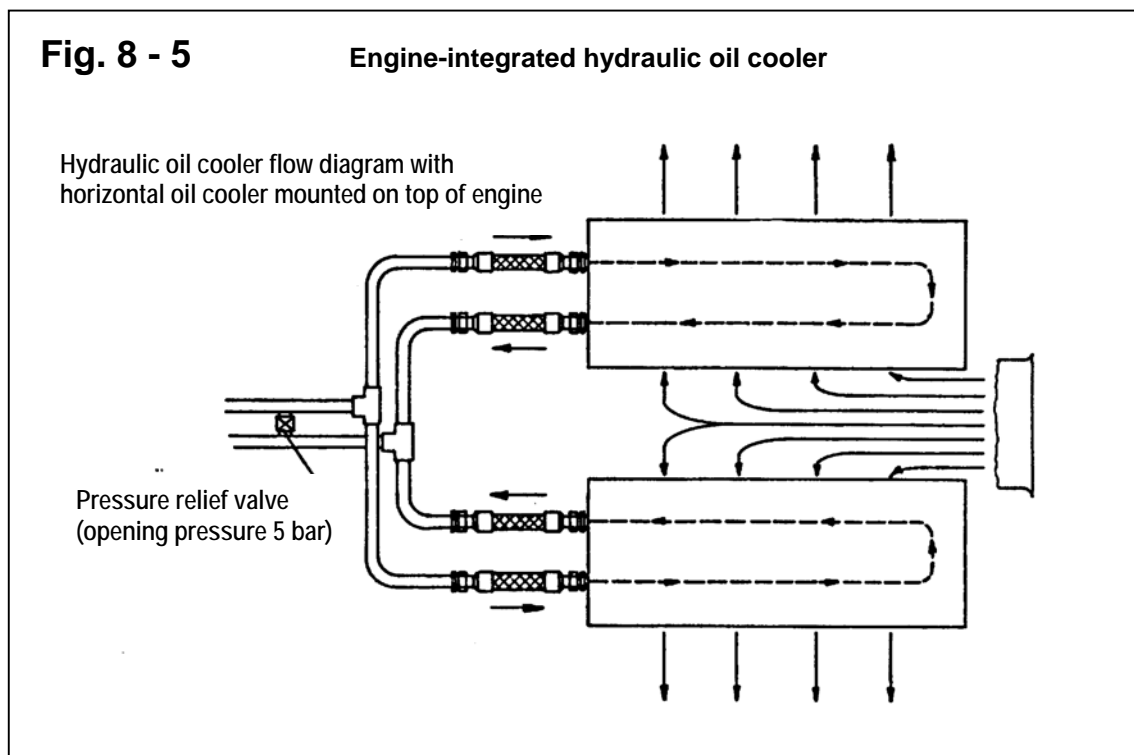 Fig. 8 - 5 Engine-integrated hydraulic oil cooler
Hydraulic oil cooler flow diagram with
horizontal oil cooler mounted on top of engine
Pressure relief valve
(opening pressure 5 bar)